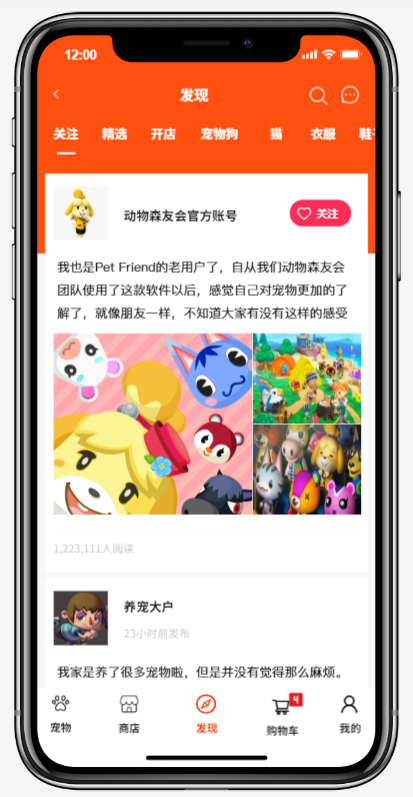 12:00
发现
关注 精选 开店 宠物狗 猫 衣服
动物森友会官方账号
关注
我也是Pet Friend的老用户了，自从我们动物森友会
团队使用了这款软件以后，感觉自己对宠物更加的了
解了，就像朋友一样，不知道大家有没有这样的感受
1,223,111人阅读
养宠大户
23小时前发布
我家是养了很多宠物啦，但是并没有觉得那么麻烦。
4
宠物 商店 发现 购物车 我的